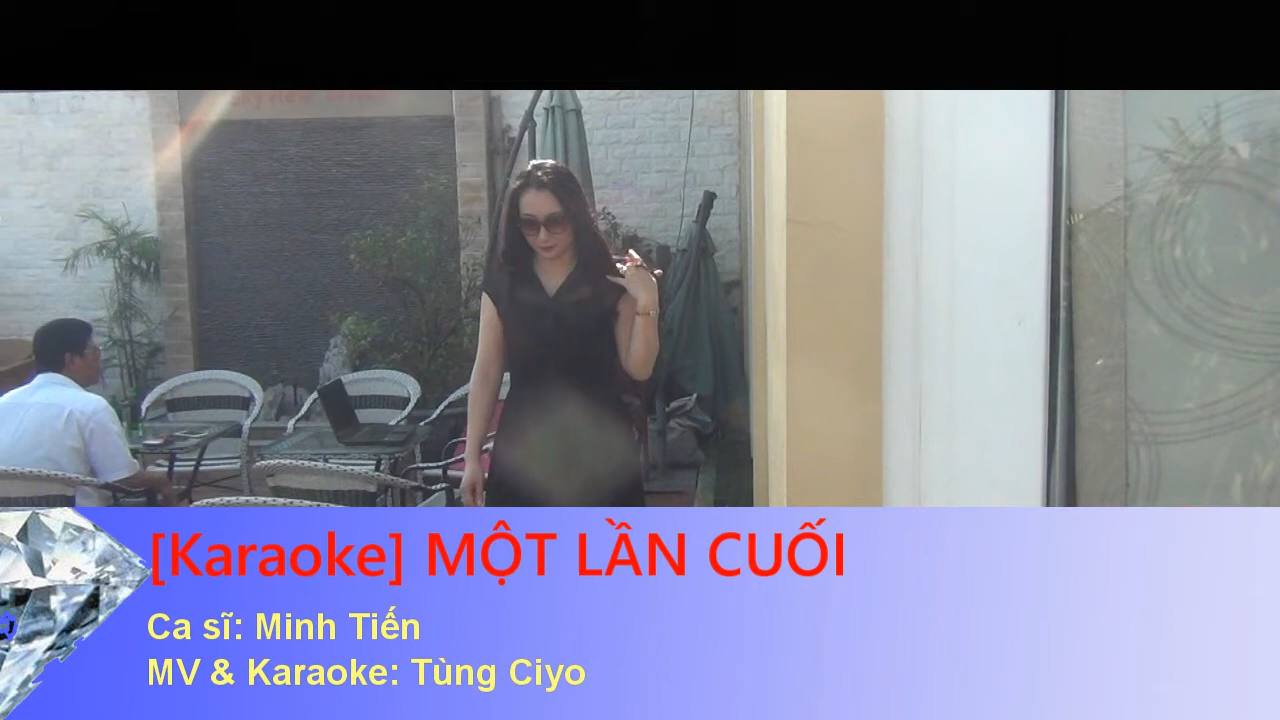 [Karaoke] MỘT LẦN CUỐI
Ca sĩ: Minh Tiến
MV & Karaoke: Tùng Ciyo